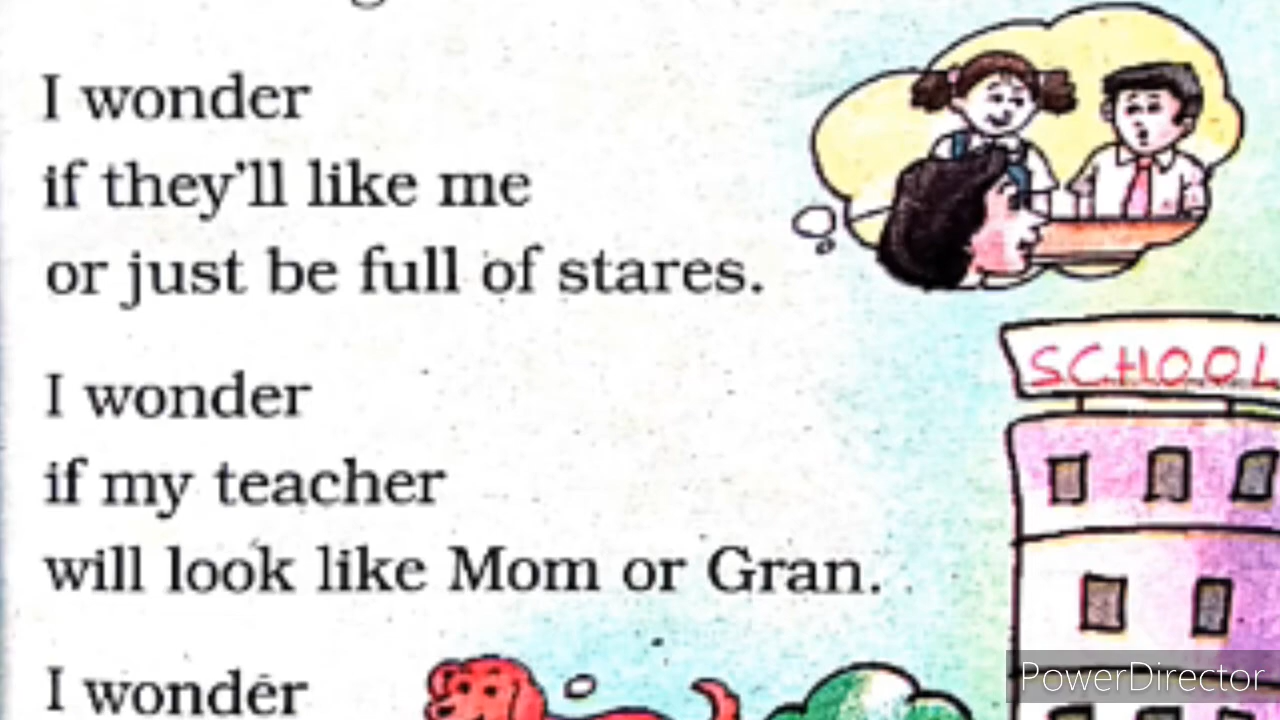 I wonder
if they'll like me
or just be full of stares.
SCHOOL
I wonder
if my teacher
will look like Mom or Gran.
I wonder
PowerDirector